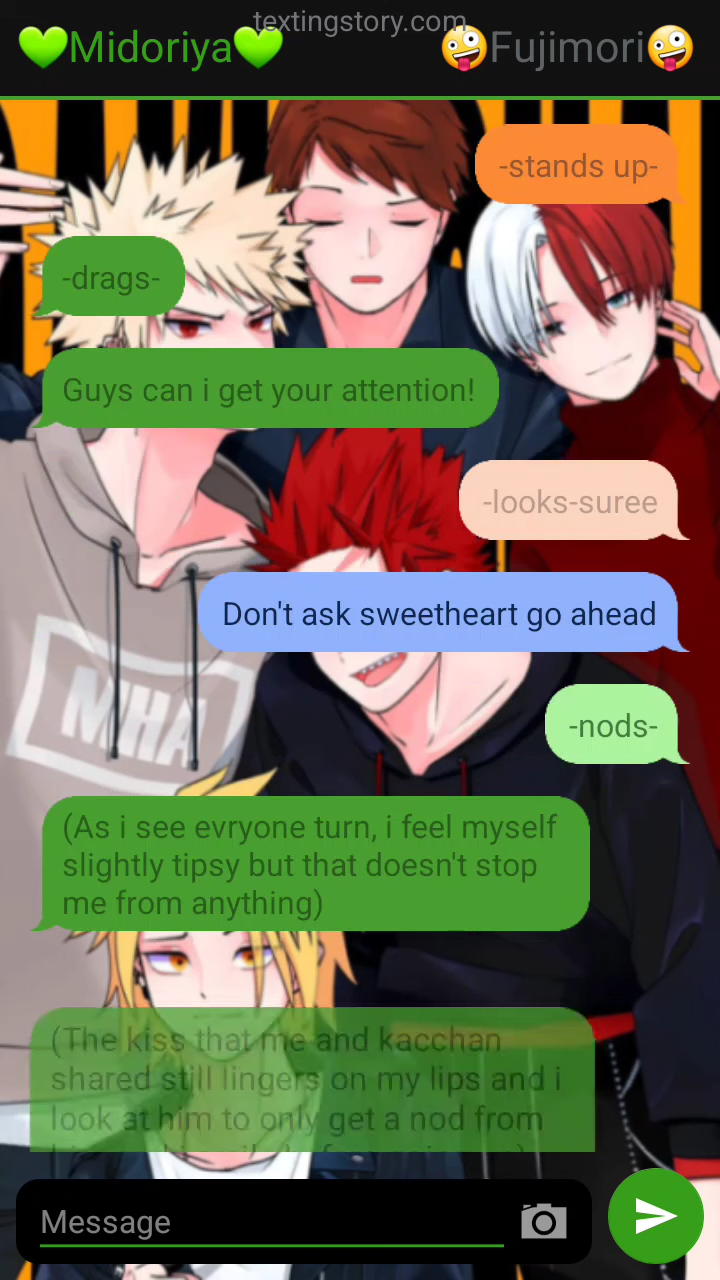 textingstory.com
💚Midoriya💚
🤪Fujimori🤪
-stands up-
-drags-
Guys can i get your attention!
-looks-suree
Don't ask sweetheart go ahead
-nods-
(As i see evryone turn, i feel myself
slightly tipsy but that doesn't stop
me from anything)
(The kiss that me and kacchan
shared still lingers on my lips and i
look at him to only get a nod from
MHA
Message